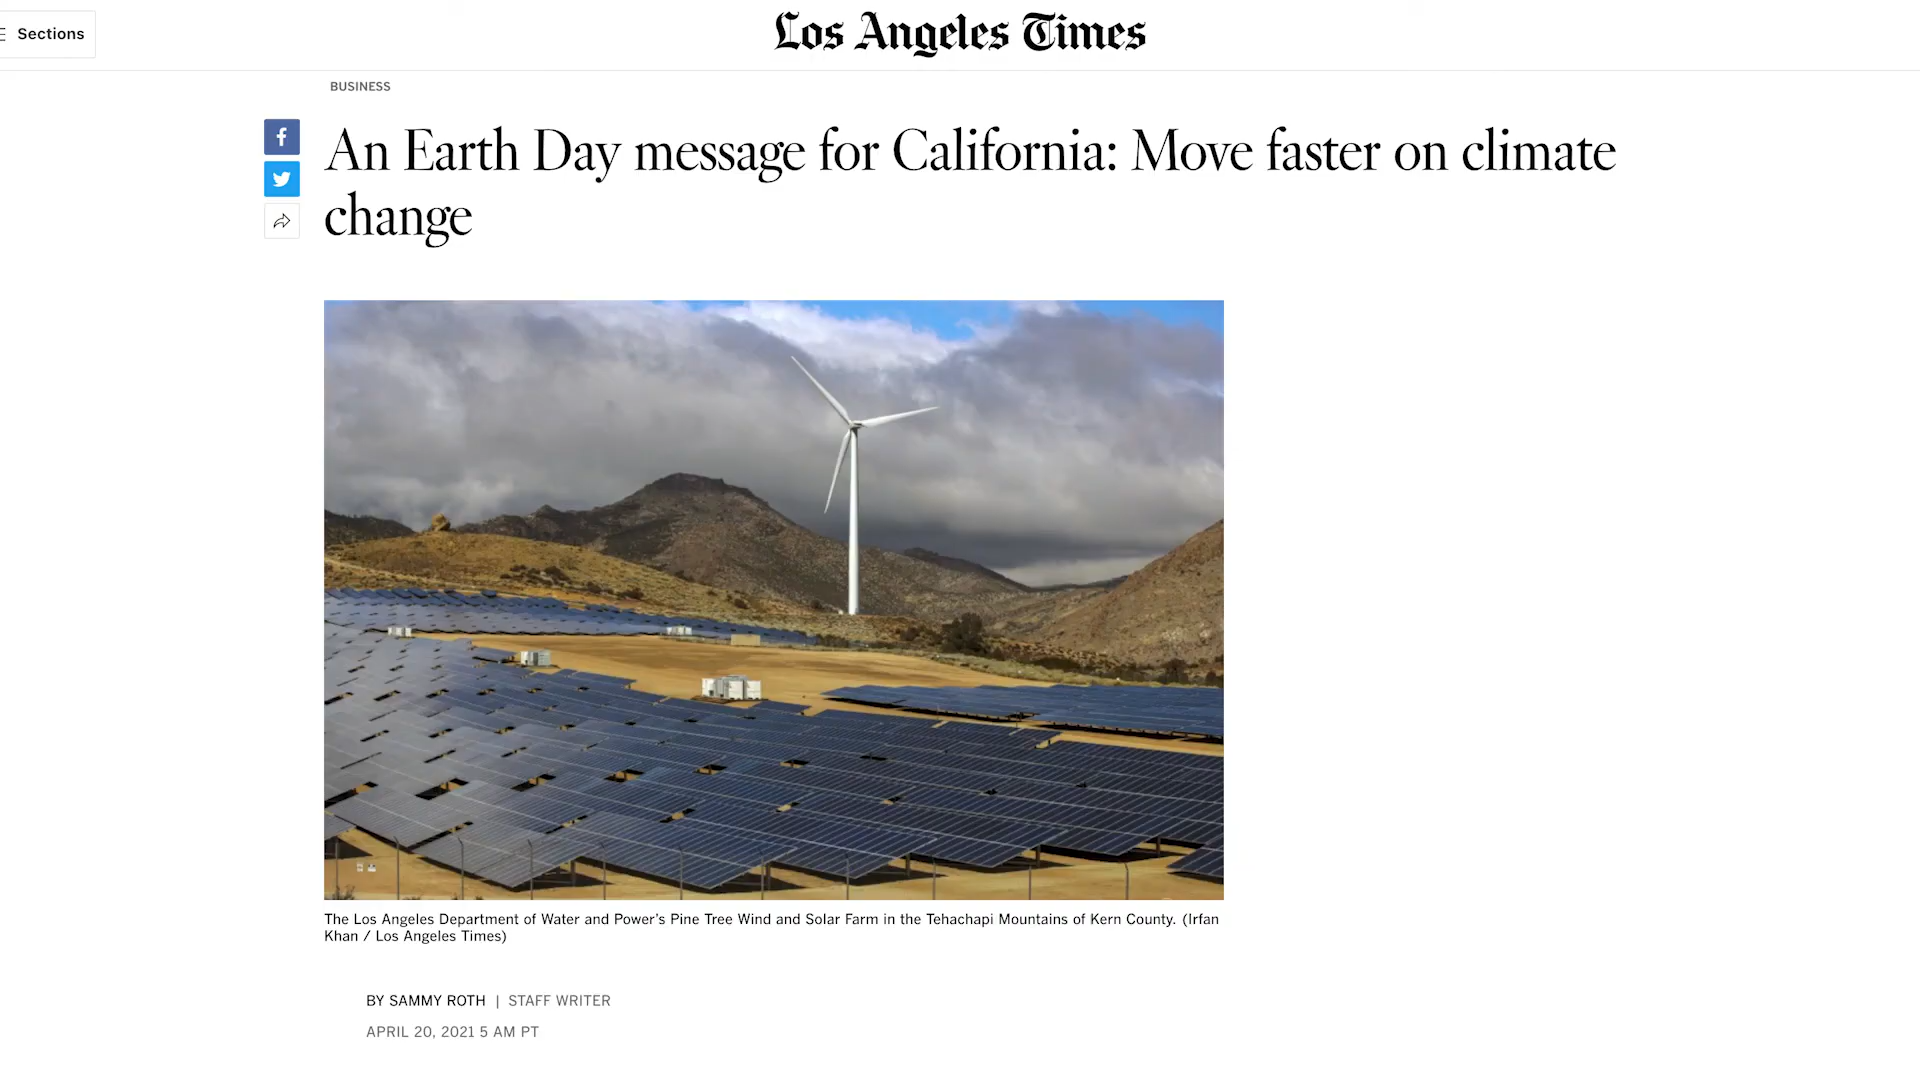 Sections
Los Angeles Times
BUSINESS
An Earth Day message for California: Move faster on climate
change
The Los Angeles Department of Water and Power's Pine Tree Wind and Solar Farm in the Tehachapi Mountains of Kern County. (Irfan
Khan / Los Angeles Times)
BY SAMMY ROTH | STAFF WRITER
APRIL 20, 2021 5 AM PT